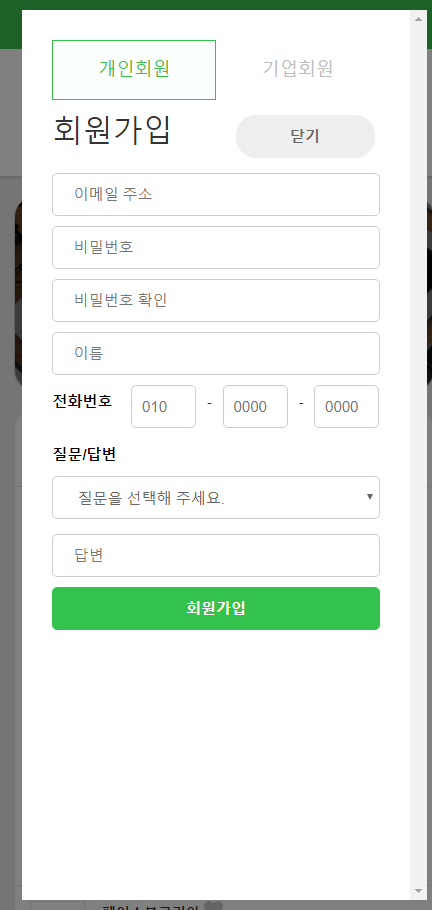 개인회원 기업회원
회원가입 닫기
이메일 주소
비밀번호
비밀번호 확인
이름
전화번호 010 - 0000 - 0000
질문/답변
질문을 선택해 주세요.
답변
회원가입